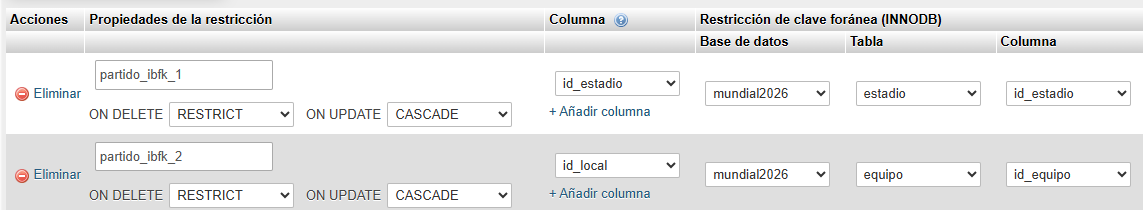 Acciones Propiedades de la restricción Columna Restricción de clave foránea (INNODB)
Base de datos Tabla Columna
Eliminar partido_ibfk_1 id_estadio mundial2026 estadio id_estadio
ON DELETE RESTRICT ON UPDATE CASCADE + Añadir columna
Eliminar partido_ibfk_2 id_local mundial2026 equipo id_equipo
ON DELETE RESTRICT ON UPDATE CASCADE + Añadir columna